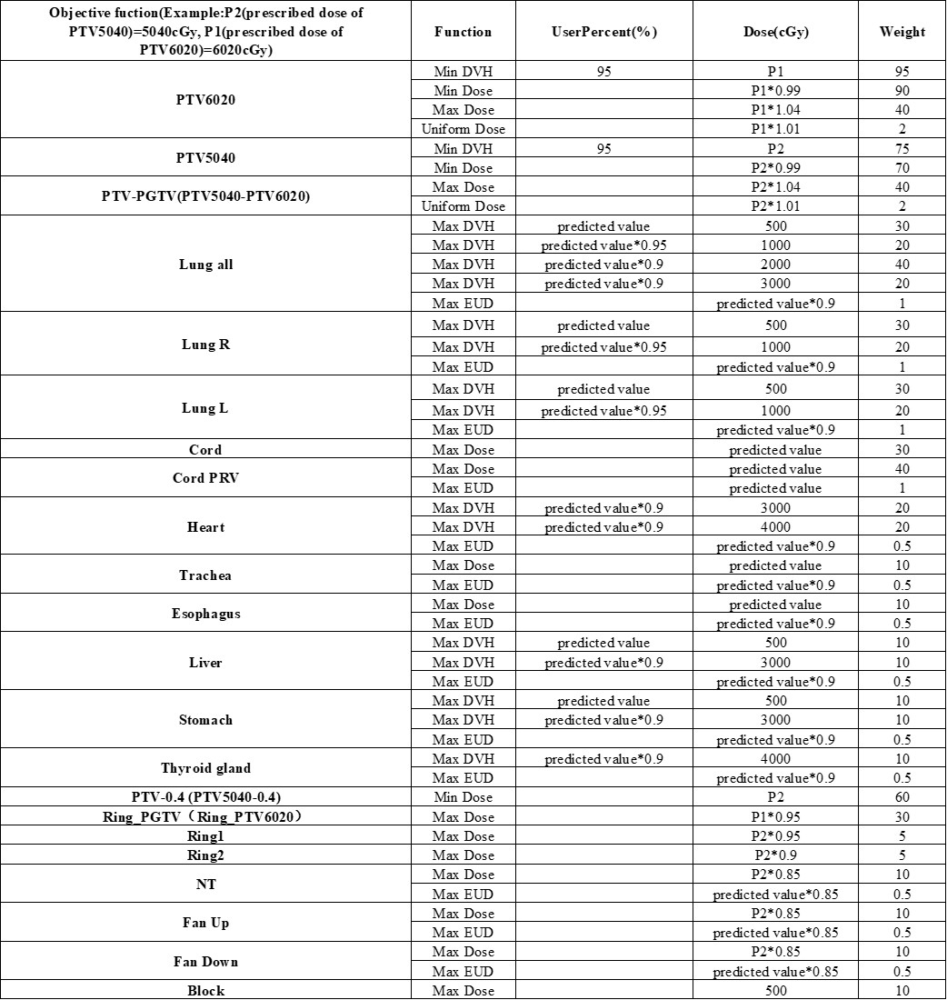 Objective fuction(Example:P2(prescribed dose of
PTV5040)=5040cGy, P1(prescribed dose of
PTV6020)=6020cGy)
Function UserPercent(%) Dose(cGy) Weight
PTV6020
Min DVH 95 P1 95
Min Dose P1*0.99 90
Max Dose P1*1.04 40
Uniform Dose P1*1.01 2
PTV5040
Min DVH 95 P2 75
Min Dose P2*0.99 70
PTV-PGTV(PTV5040-PTV6020)
Max Dose P2*1.04 40
Uniform Dose P2*1.01 2
Lung all
Max DVH predicted value 500 30
Max DVH predicted value*0.95 1000 20
Max DVH predicted value*0.9 2000 40
Max DVH predicted value*0.9 3000 20
Max EUD predicted value*0.9 1
Lung R
Max DVH predicted value 500 30
Max DVH predicted value*0.95 1000 20
Max EUD predicted value*0.9 1
Lung L
Max DVH predicted value 500 30
Max DVH predicted value*0.95 1000 20
Max EUD predicted value*0.9 1
Cord Max Dose predicted value 30
Cord PRV
Max Dose predicted value 40
Max EUD predicted value 1
Heart
Max DVH predicted value*0.9 3000 20
Max DVH predicted value*0.9 4000 20
Max EUD predicted value*0.9 0.5
Trachea
Max Dose predicted value 10
Max EUD predicted value*0.9 0.5
Esophagus
Max Dose predicted value 10
Max EUD predicted value*0.9 0.5
Liver
Max DVH predicted value 500 10
Max DVH predicted value*0.9 3000 10
Max EUD predicted value*0.9 0.5
Stomach
Max DVH predicted value 500 10
Max DVH predicted value*0.9 3000 10
Max EUD predicted value*0.9 0.5
Thyroid gland
Max DVH predicted value*0.9 4000 10
Max EUD predicted value*0.9 0.5
PTV-0.4 (PTV5040-0.4) Min Dose P2 60
Ring_PGTV（Ring_PTV6020） Max Dose P1*0.95 30
Ring1 Max Dose P2*0.95 5
Ring2 Max Dose P2*0.9 5
NT
Max Dose P2*0.85 10
Max EUD predicted value*0.85 0.5
Fan Up
Max Dose P2*0.85 10
Max EUD predicted value*0.85 0.5
Fan Down
Max Dose P2*0.85 10
Max EUD predicted value*0.85 0.5
Block Max Dose 500 10